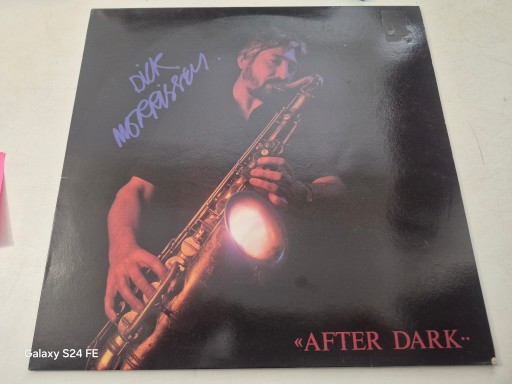 DICK
MORRISSEY.
«AFTER DARK··
Galaxy S24 FE